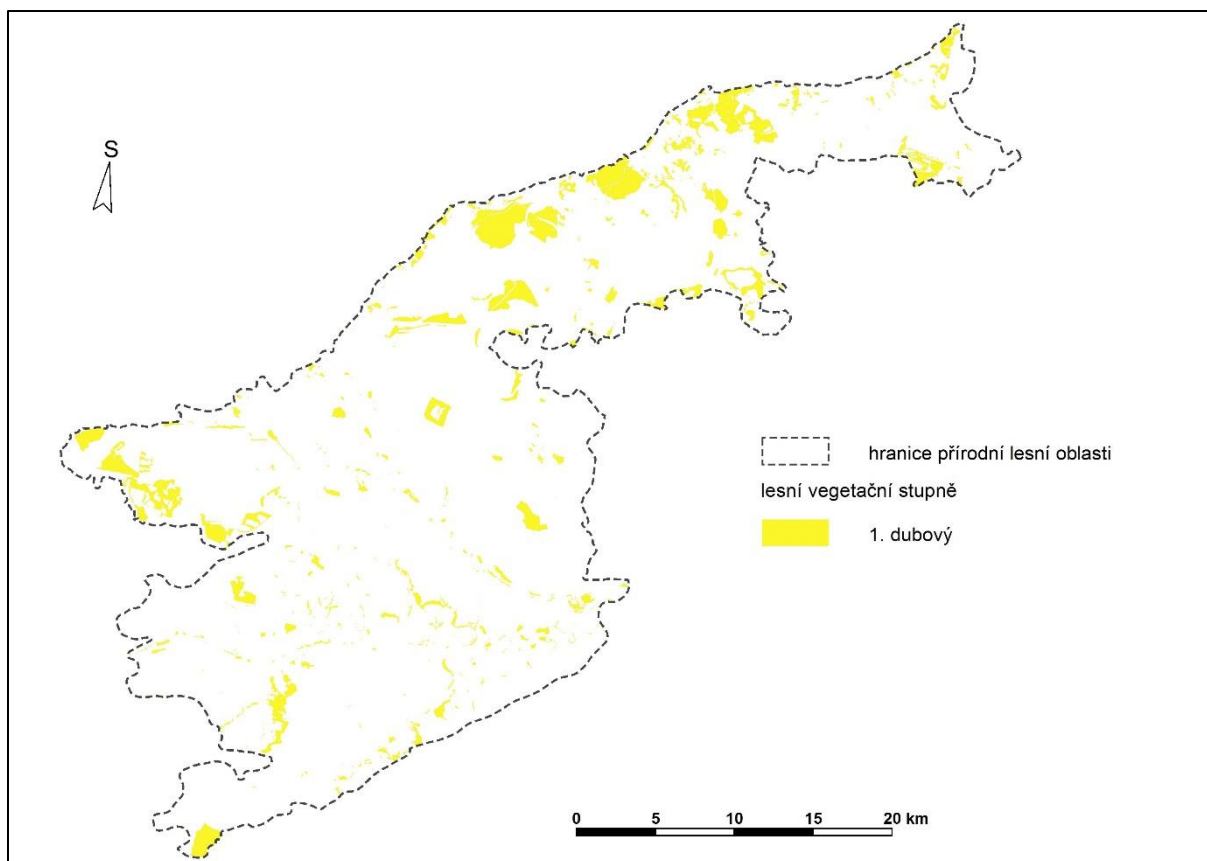 S
hranice přírodní lesní oblasti
lesní vegetační stupně
1. dubový
0 5 10 15 20 km